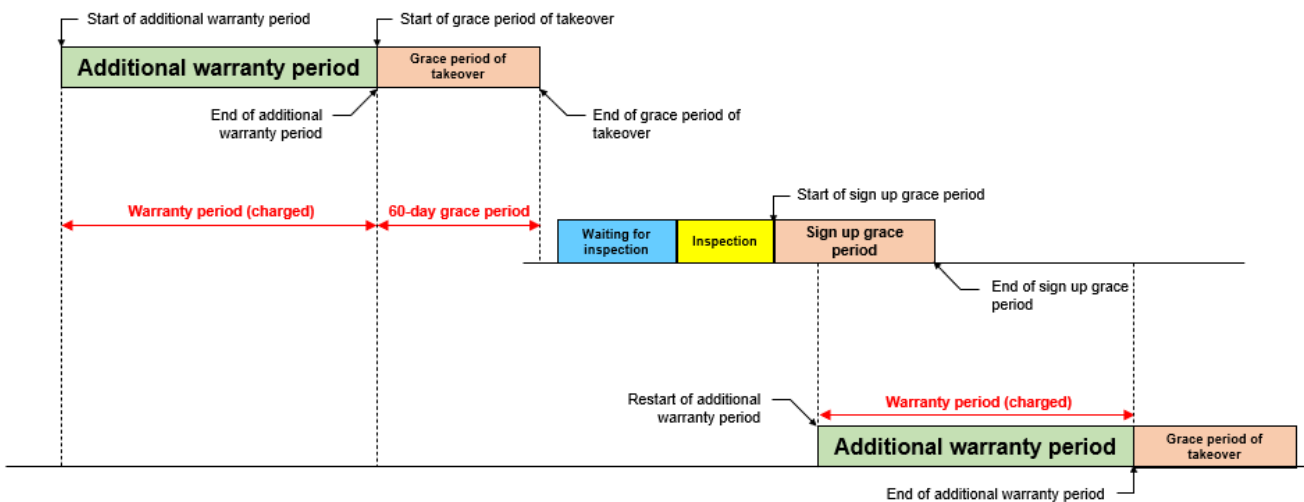 Start of additional warranty period
Start of grace period of takeover
Additional warranty period
Grace period of
takeover
End of additional
warranty period
End of grace period of
takeover
Warranty period (charged)
60-day grace period
Start of sign up grace period
Waiting for
inspection
Inspection
Sign up grace
period
End of sign up grace
period
Restart of additional
warranty period
Warranty period (charged)
Additional warranty period
Grace period of
takeover
End of additional warranty period